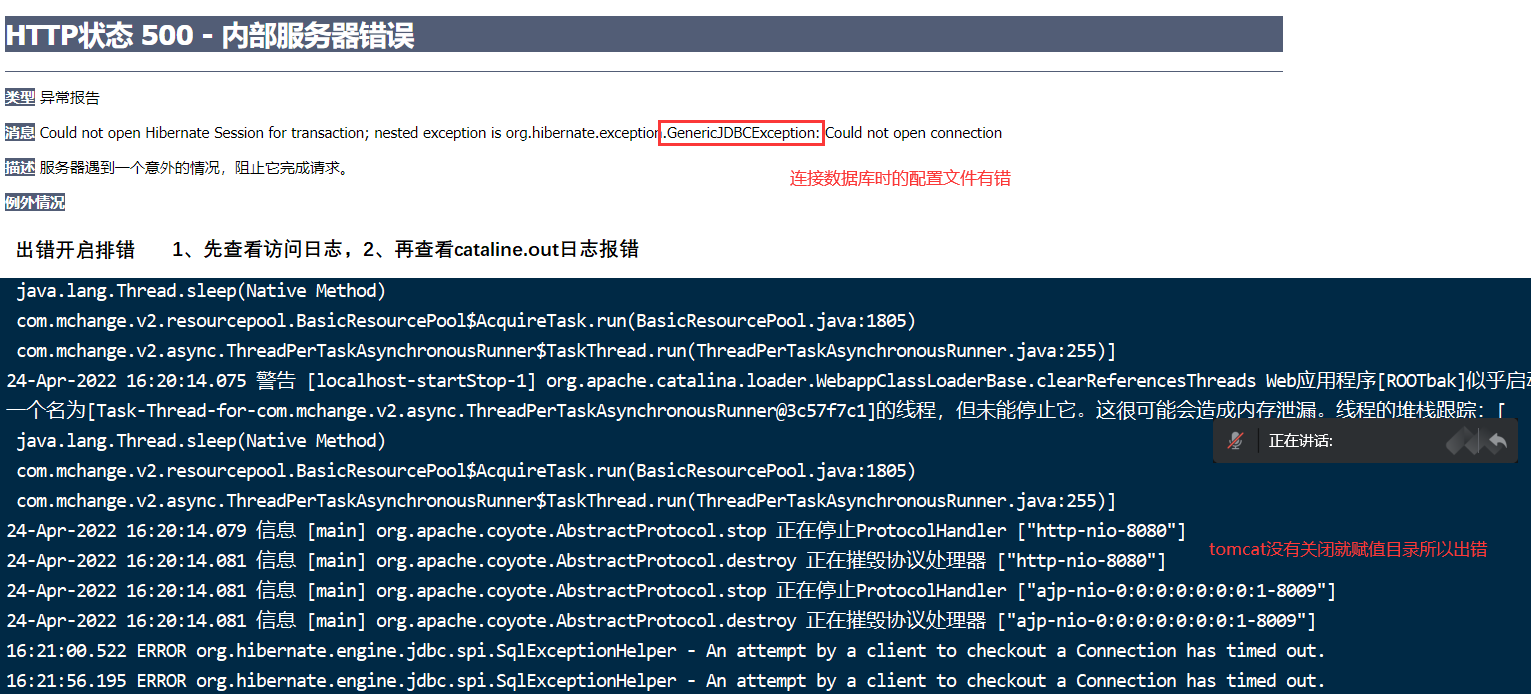 HTTP状态 500 - 内部服务器错误
类型 异常报告
消息 Could not open Hibernate Session for transaction; nested exception is org.hibernate.exception.GenericJDBCException: Could not open connection
描述 服务器遇到一个意外的情况，阻止它完成请求。
连接数据库时的配置文件有错
例外情况
出错开启排错 1、先查看访问日志，2、再查看cataline.out日志报错
java.lang.Thread.sleep(Native Method)
com.mchange.v2.resourcepool.BasicResourcePool$AcquireTask.run(BasicResourcePool.java:1805)
com.mchange.v2.async.ThreadPerTaskAsynchronousRunner$TaskThread.run(ThreadPerTaskAsynchronousRunner.java:255)]
24-Apr-2022 16:20:14.075 警告 [localhost-startStop-1] org.apache.catalina.loader.WebappClassLoaderBase.clearReferencesThreads Web应用程序[ROOTbak]似乎启动
一个名为[Task-Thread-for-com.mchange.v2.async.ThreadPerTaskAsynchronousRunner@3c57f7c1]的线程，但未能停止它。这很可能会造成内存泄漏。线程的堆栈跟踪：[
java.lang.Thread.sleep(Native Method)
正在讲话:
com.mchange.v2.resourcepool.BasicResourcePool$AcquireTask.run(BasicResourcePool.java:1805)
com.mchange.v2.async.ThreadPerTaskAsynchronousRunner$TaskThread.run(ThreadPerTaskAsynchronousRunner.java:255)]
24-Apr-2022 16:20:14.079 信息 [main] org.apache.coyote.AbstractProtocol.stop 正在停止ProtocolHandler ["http-nio-8080"]
tomcat没有关闭就赋值目录所以出错
24-Apr-2022 16:20:14.081 信息 [main] org.apache.coyote.AbstractProtocol.destroy 正在摧毁协议处理器 ["http-nio-8080"]
24-Apr-2022 16:20:14.081 信息 [main] org.apache.coyote.AbstractProtocol.stop 正在停止ProtocolHandler ["ajp-nio-0:0:0:0:0:0:0:1-8009"]
24-Apr-2022 16:20:14.081 信息 [main] org.apache.coyote.AbstractProtocol.destroy 正在摧毁协议处理器 ["ajp-nio-0:0:0:0:0:0:0:1-8009"]
16:21:00.522 ERROR org.hibernate.engine.jdbc.spi.SqlExceptionHelper - An attempt by a client to checkout a Connection has timed out.
16:21:56.195 ERROR org.hibernate.engine.jdbc.spi.SqlExceptionHelper - An attempt by a client to checkout a Connection has timed out.